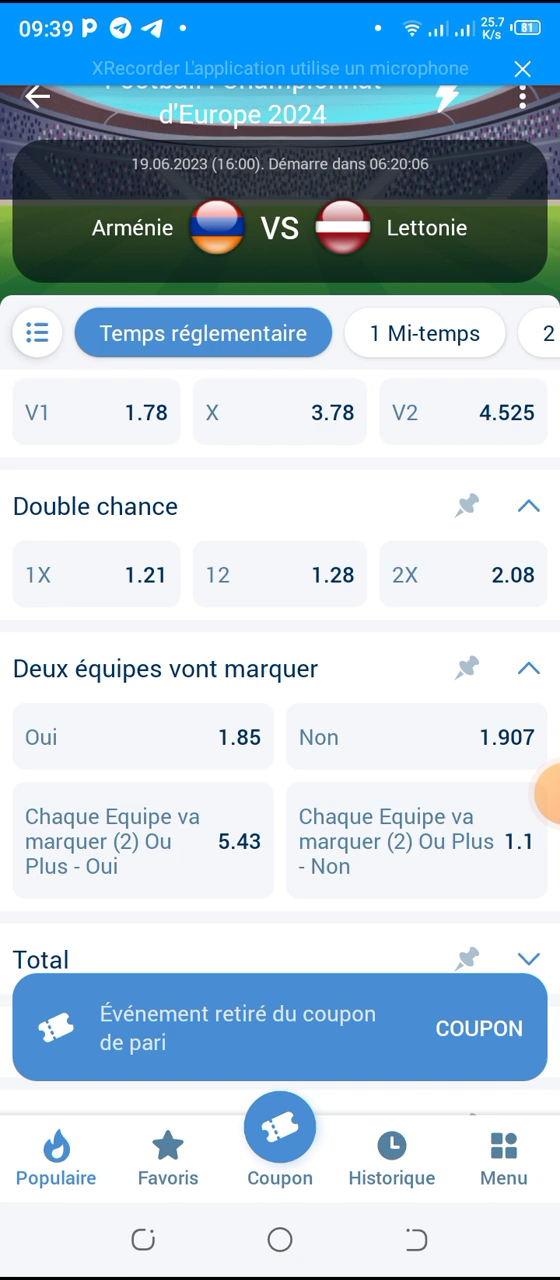 09:39
25.7
K/s
81
XRecorder L'application utilise un microphone
Football . Championnat
d'Europe 2024
19.06.2023 (16:00). Démarre dans 06:20:06
Arménie VS Lettonie
Temps réglementaire
1 Mi-temps
2
V1 1.78
X 3.78
V2 4.525
Double chance
1X 1.21
12 1.28
2X 2.08
Deux équipes vont marquer
Oui 1.85
Non 1.907
Chaque Equipe va
marquer (2) Ou 5.43
Plus - Oui
Chaque Equipe va
marquer (2) Ou Plus 1.1
- Non
Total
Événement retiré du coupon
de pari
COUPON
Populaire
Favoris
Coupon
Historique
Menu